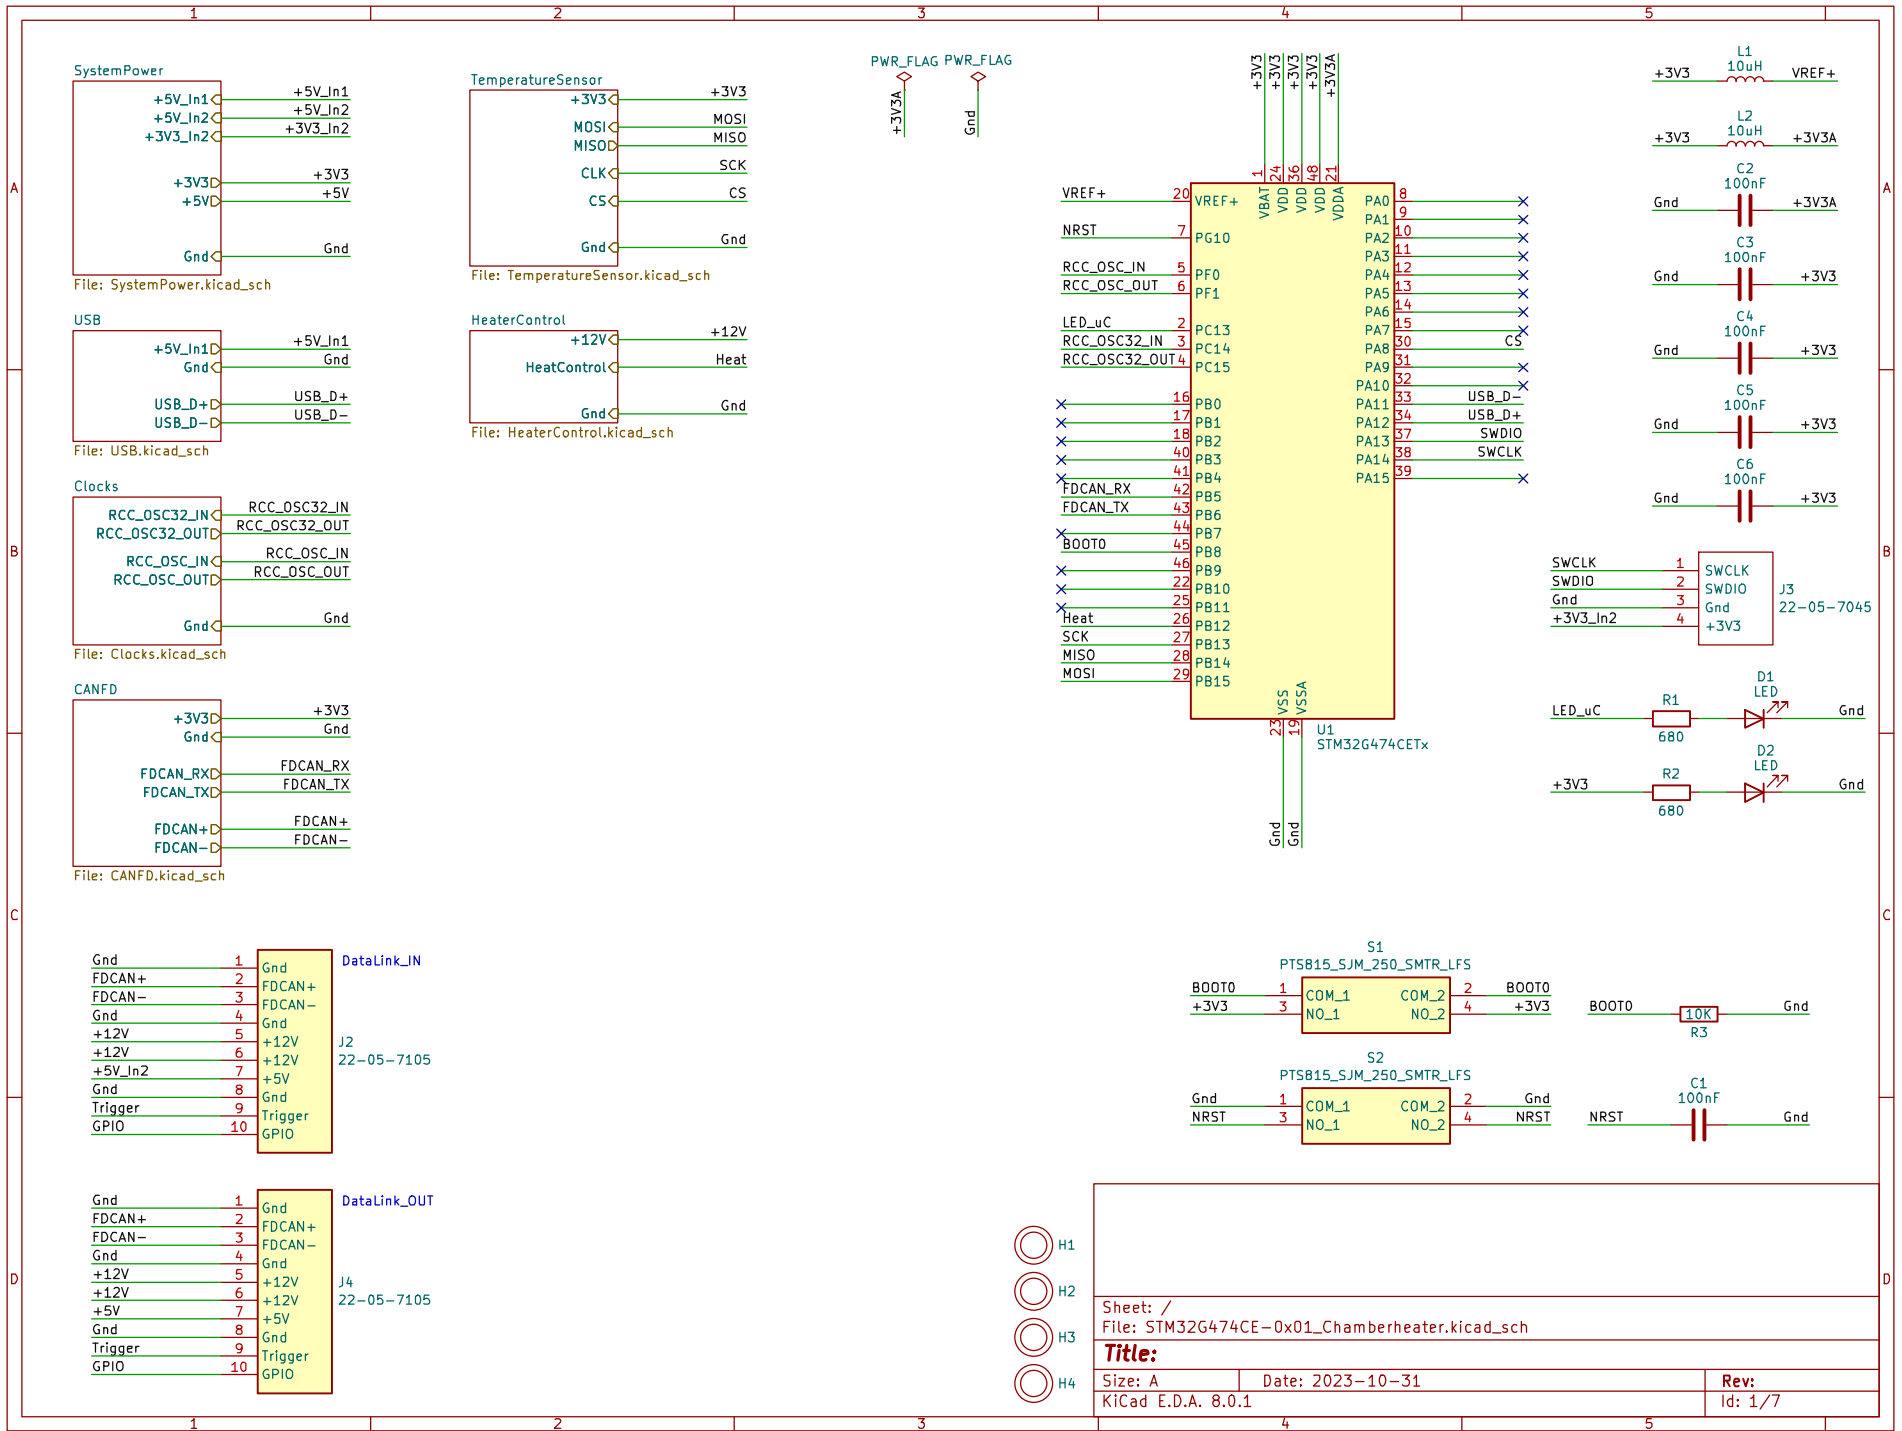 1 2 3 4 5
A
B
C
D
SystemPower
+5V_In1 +5V_In1
+5V_In2 +5V_In2
+3V3_In2 +3V3_In2
+3V3 +3V3
+5V +5V
Gnd Gnd
File: SystemPower.kicad_sch
USB
+5V_In1 +5V_In1
Gnd Gnd
USB_D+ USB_D+
USB_D- USB_D-
File: USB.kicad_sch
Clocks
RCC_OSC32_IN RCC_OSC32_IN
RCC_OSC32_OUT RCC_OSC32_OUT
RCC_OSC_IN RCC_OSC_IN
RCC_OSC_OUT RCC_OSC_OUT
Gnd Gnd
File: Clocks.kicad_sch
CANFD
+3V3 +3V3
Gnd Gnd
FDCAN_RX FDCAN_RX
FDCAN_TX FDCAN_TX
FDCAN+ FDCAN+
FDCAN- FDCAN-
File: CANFD.kicad_sch
TemperatureSensor
+3V3 +3V3
MOSI MOSI
MISO MISO
CLK SCK
CS CS
Gnd Gnd
File: TemperatureSensor.kicad_sch
HeaterControl
+12V +12V
HeatControl Heat
Gnd Gnd
File: HeaterControl.kicad_sch
PWR_FLAG PWR_FLAG
+3V3A Gnd
+3V3 +3V3 +3V3 +3V3 +3V3A
1 24 36 48 21
VBAT VDD VDD VDD VDDA
VREF+ 20 VREF+
NRST 7 PG10
RCC_OSC_IN 5 PF0
RCC_OSC_OUT 6 PF1
LED_uC 2 PC13
RCC_OSC32_IN 3 PC14
RCC_OSC32_OUT 4 PC15
16 PB0
17 PB1
18 PB2
40 PB3
41 PB4
FDCAN_RX 42 PB5
FDCAN_TX 43 PB6
44 PB7
BOOT0 45 PB8
46 PB9
22 PB10
25 PB11
Heat 26 PB12
SCK 27 PB13
MISO 28 PB14
MOSI 29 PB15
PA0 8
PA1 9
PA2 10
PA3 11
PA4 12
PA5 13
PA6 14
PA7 15
PA8 30 CS
PA9 31
PA10 32
PA11 33 USB_D-
PA12 34 USB_D+
PA13 37 SWDIO
PA14 38 SWCLK
PA15 39
VSS VSSA
23 19
Gnd Gnd
U1
STM32G474CETx
L1
10uH
+3V3 VREF+
L2
10uH
+3V3 +3V3A
C2
100nF
Gnd +3V3A
C3
100nF
Gnd +3V3
C4
100nF
Gnd +3V3
C5
100nF
Gnd +3V3
C6
100nF
Gnd +3V3
SWCLK 1 SWCLK
SWDIO 2 SWDIO
Gnd 3 Gnd
+3V3_In2 4 +3V3
J3
22-05-7045
D1
LED
R1
LED_uC Gnd
680
D2
LED
R2
+3V3 Gnd
680
DataLink_IN
Gnd 1 Gnd
FDCAN+ 2 FDCAN+
FDCAN- 3 FDCAN-
Gnd 4 Gnd
+12V 5 +12V
+12V 6 +12V
+5V_In2 7 +5V
Gnd 8 Gnd
Trigger 9 Trigger
GPIO 10 GPIO
J2
22-05-7105
DataLink_OUT
Gnd 1 Gnd
FDCAN+ 2 FDCAN+
FDCAN- 3 FDCAN-
Gnd 4 Gnd
+12V 5 +12V
+12V 6 +12V
+5V 7 +5V
Gnd 8 Gnd
Trigger 9 Trigger
GPIO 10 GPIO
J4
22-05-7105
S1
PTS815_SJM_250_SMTR_LFS
BOOT0 1 COM_1 COM_2 2 BOOT0
+3V3 3 NO_1 NO_2 4 +3V3
BOOT0 10K Gnd
R3
S2
PTS815_SJM_250_SMTR_LFS
Gnd 1 COM_1 COM_2 2 Gnd
NRST 3 NO_1 NO_2 4 NRST
C1
100nF
NRST Gnd
H1
H2
H3
H4
Sheet: /
File: STM32G474CE-0x01_Chamberheater.kicad_sch
Title:
Size: A Date: 2023-10-31 Rev:
KiCad E.D.A. 8.0.1 Id: 1/7
A
B
C
D
1 2 3 4 5